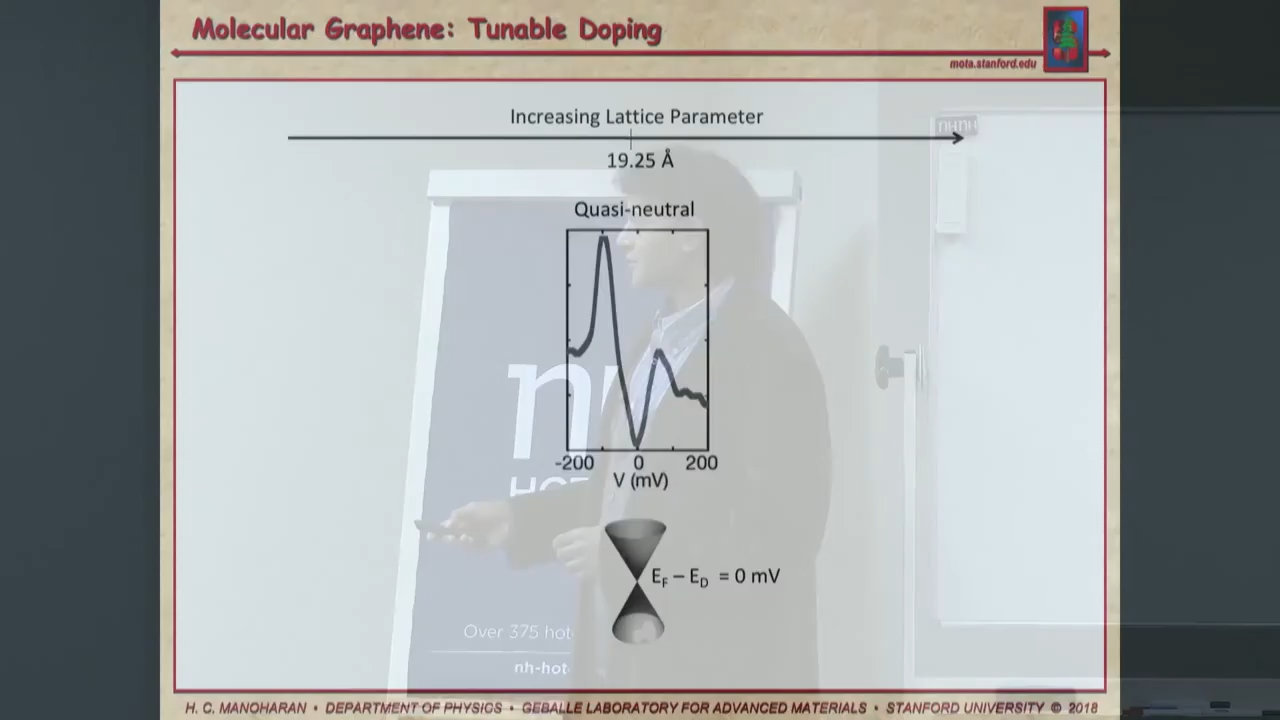 Molecular Graphene: Tunable Doping
mota.stanford.edu
Increasing Lattice Parameter
nHnH
19.25 Å
Quasi-neutral
-200 0 200
V (mV)
HOT
E_F – E_D = 0 mV
Over 375 hot
nh-hot
H. C. MANOHARAN • DEPARTMENT OF PHYSICS • GEBALLE LABORATORY FOR ADVANCED MATERIALS • STANFORD UNIVERSITY © 2018